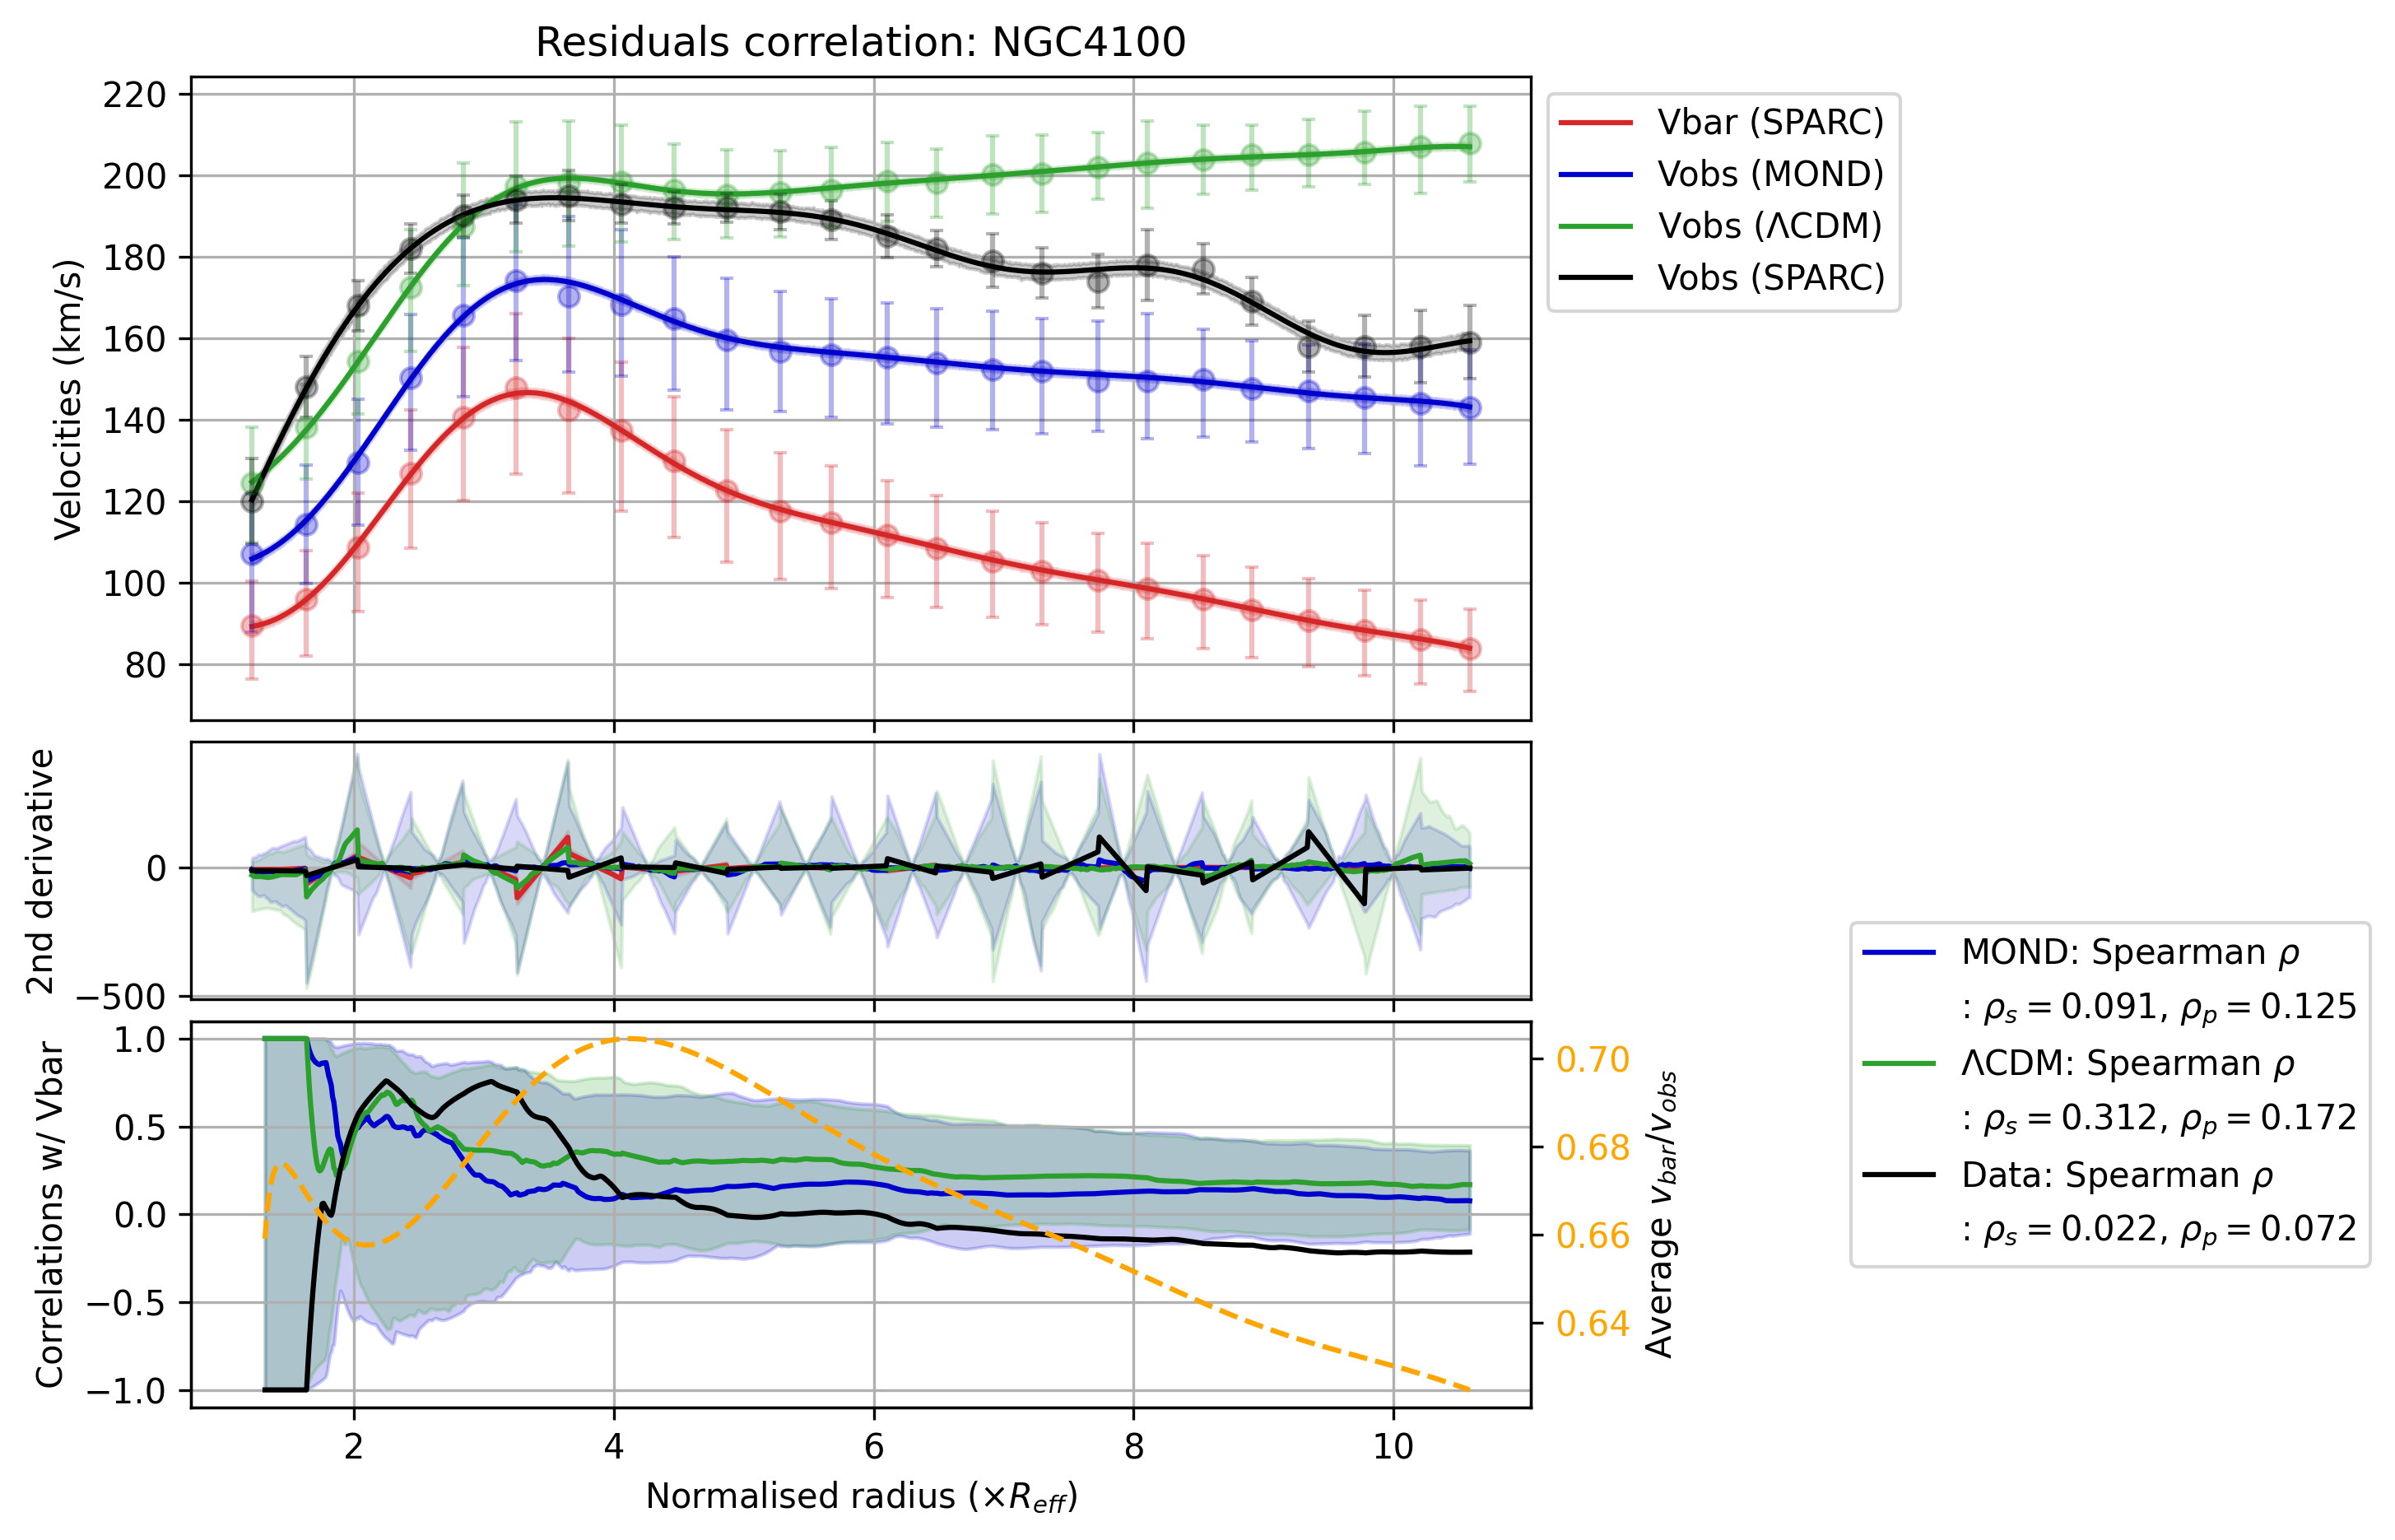 Residuals correlation: NGC4100
Velocities (km/s)
220
200
180
160
140
120
100
80
Vbar (SPARC)
Vobs (MOND)
Vobs (ΛCDM)
Vobs (SPARC)
2nd derivative
0
−500
Correlations w/ Vbar
1.0
0.5
0.0
−0.5
−1.0
0.70
0.68
0.66
0.64
Average v_bar/v_obs
MOND: Spearman ρ
: ρ_s = 0.091, ρ_p = 0.125
ΛCDM: Spearman ρ
: ρ_s = 0.312, ρ_p = 0.172
Data: Spearman ρ
: ρ_s = 0.022, ρ_p = 0.072
2 4 6 8 10
Normalised radius (×R_eff)